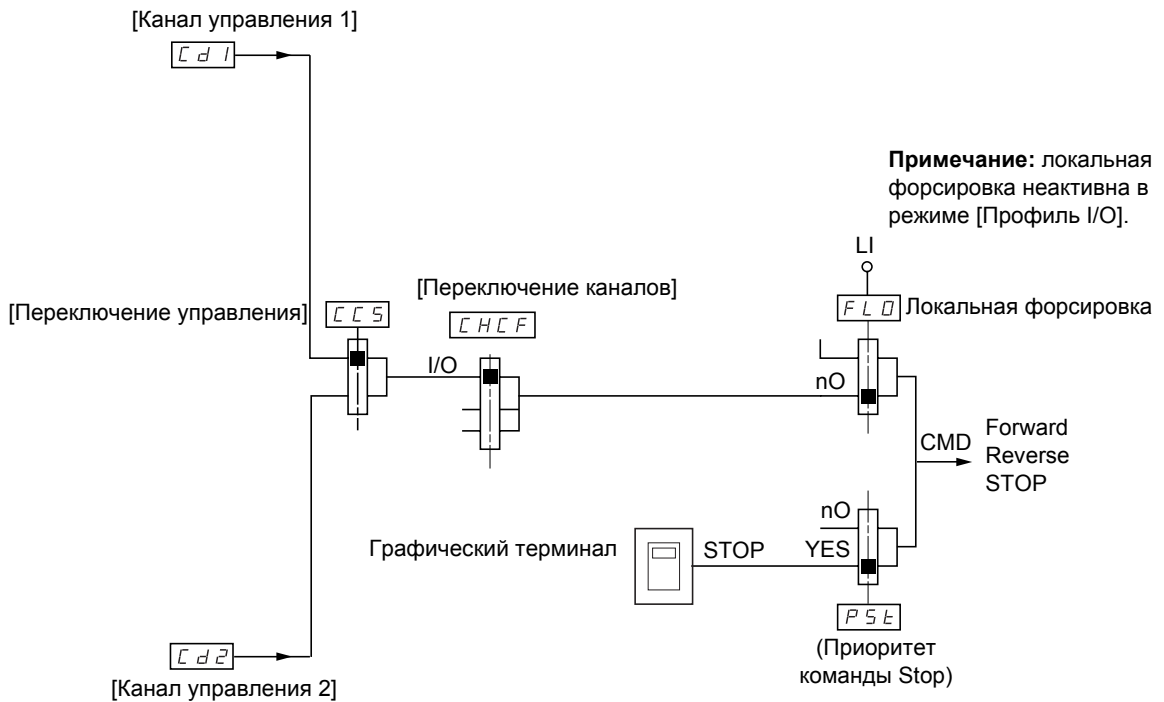 [Канал управления 1]
Cd1
Примечание: локальная
форсировка неактивна в
режиме [Профиль I/O].
LI
[Переключение каналов]
[Переключение управления]
CCS
CHCF
FLO
Локальная форсировка
I/O
nO
CMD
Forward
Reverse
STOP
nO
Графический терминал
STOP
YES
PSt
(Приоритет
команды Stop)
Cd2
[Канал управления 2]